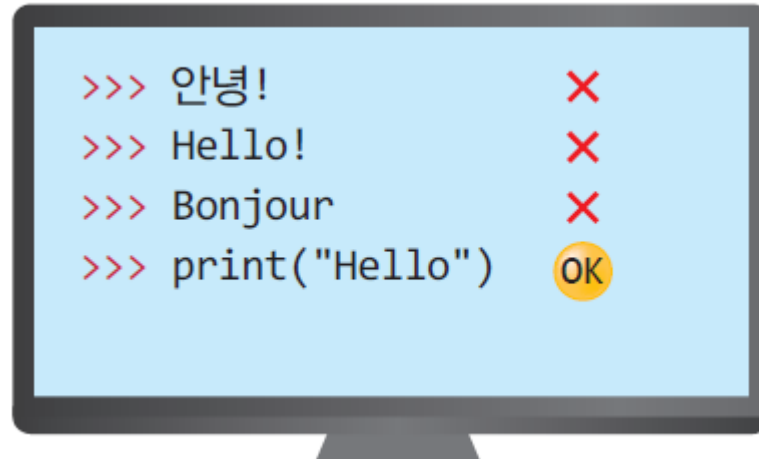 >>> 안녕! ×
>>> Hello! ×
>>> Bonjour ×
>>> print("Hello") OK